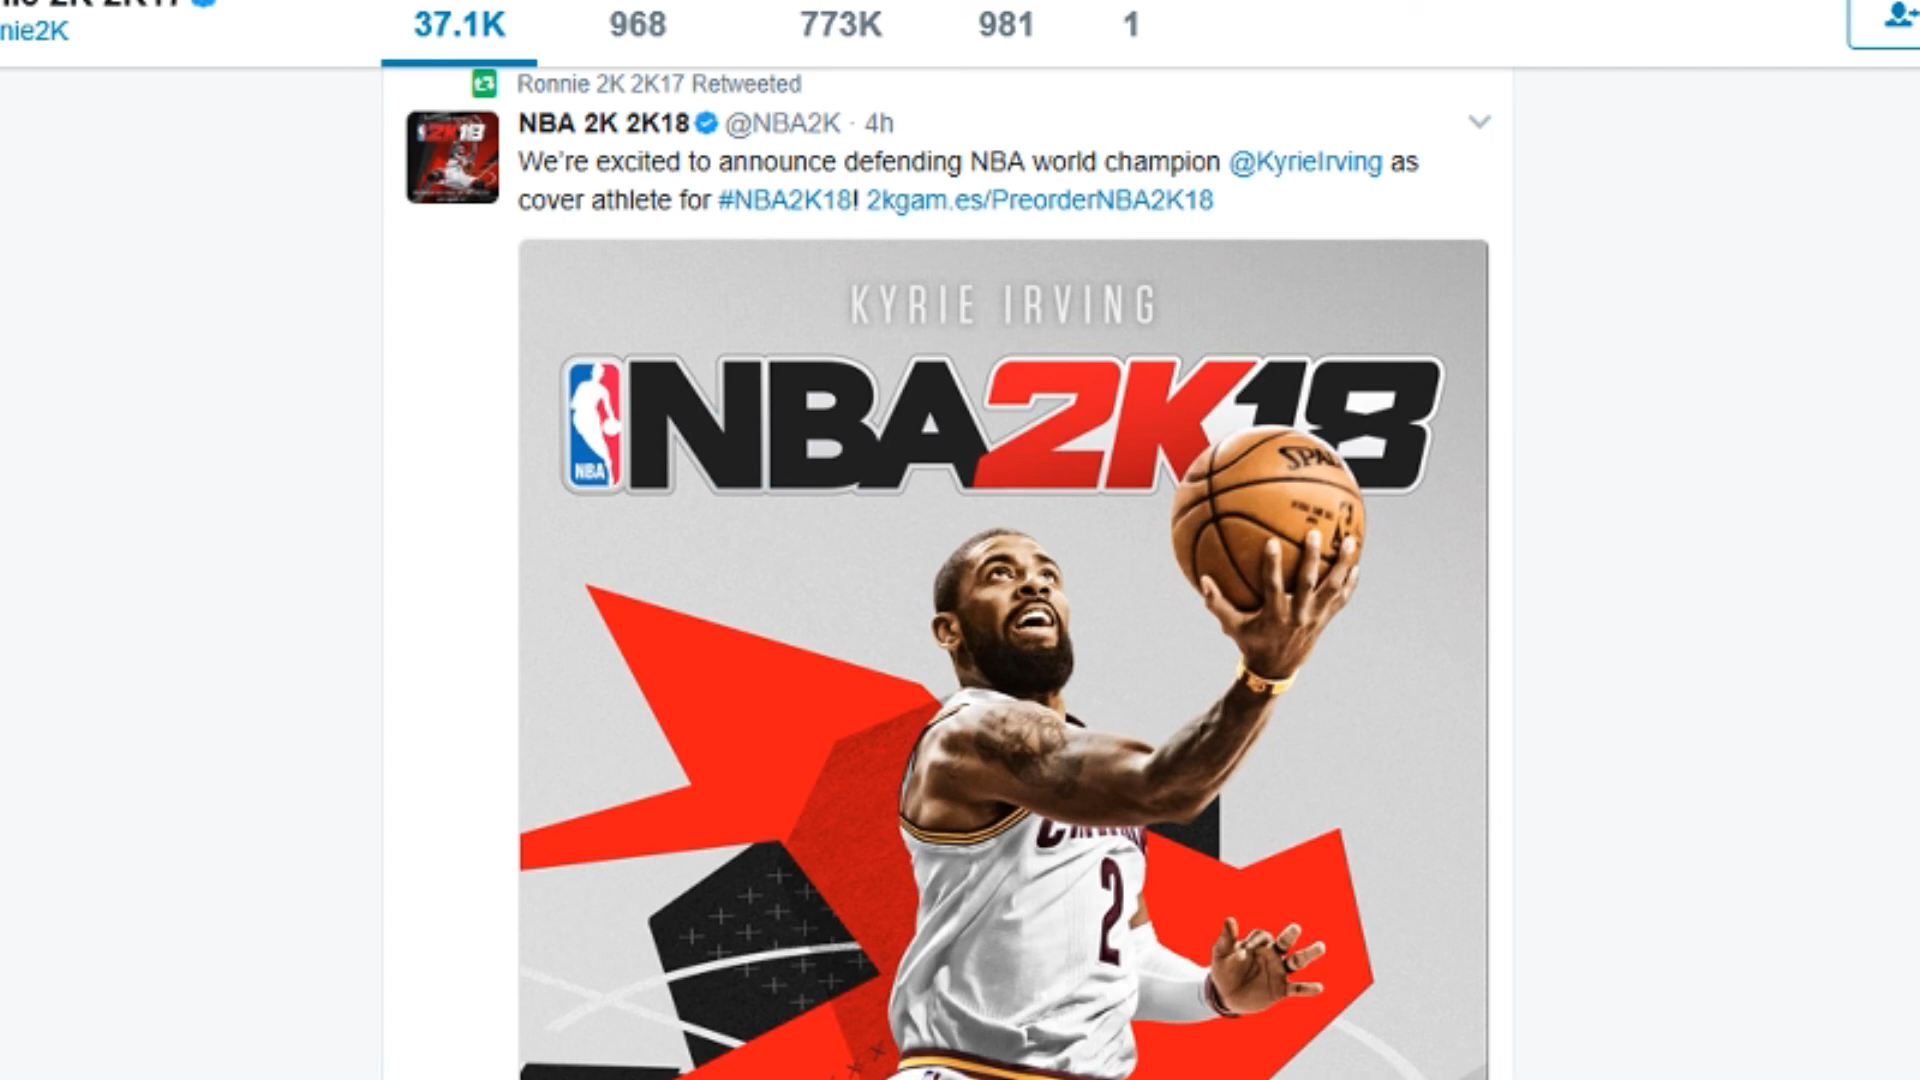 37.1K 968 773K 981 1
nie2K
Ronnie 2K 2K17 Retweeted
NBA 2K 2K18 @NBA2K · 4h
We're excited to announce defending NBA world champion @KyrieIrving as
cover athlete for #NBA2K18! 2kgam.es/PreorderNBA2K18
2K18
KYRIE IRVING
NBA2K18
NBA
2